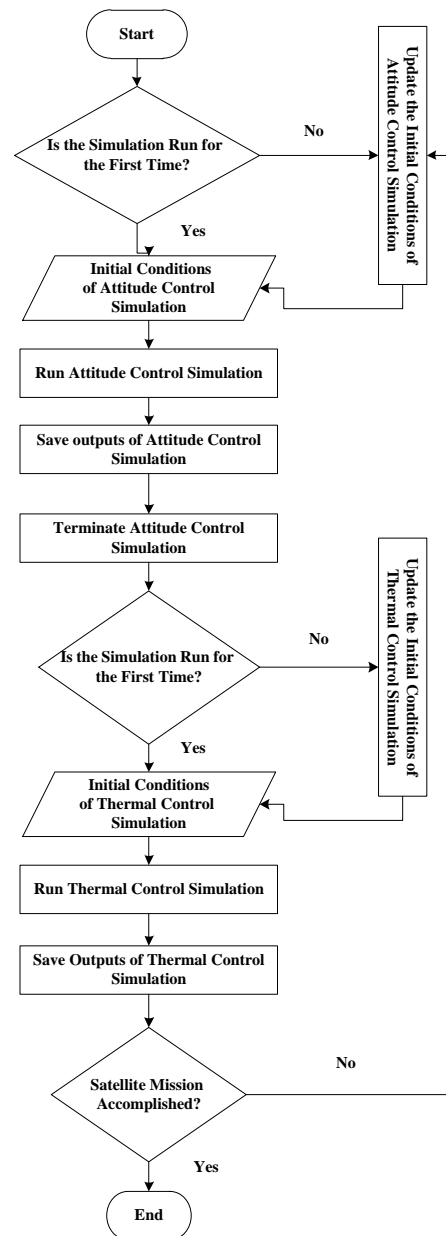 Start
Is the Simulation Run for
the First Time?
No
Update the Initial Conditions of
Attitude Control Simulation
Yes
Initial Conditions
of Attitude Control
Simulation
Run Attitude Control Simulation
Save outputs of Attitude Control
Simulation
Terminate Attitude Control
Simulation
Is the Simulation Run for
the First Time?
No
Update the Initial Conditions of
Thermal Control Simulation
Yes
Initial Conditions
of Thermal Control
Simulation
Run Thermal Control Simulation
Save Outputs of Thermal Control
Simulation
Satellite Mission
Accomplished?
No
Yes
End